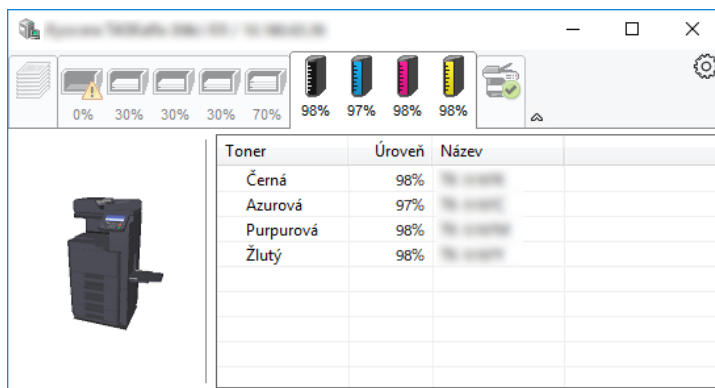 0% 30% 30% 30% 70% 98% 97% 98% 98%
Toner Úroveň Název
Černá 98%
Azurová 97%
Purpurová 98%
Žlutý 98%